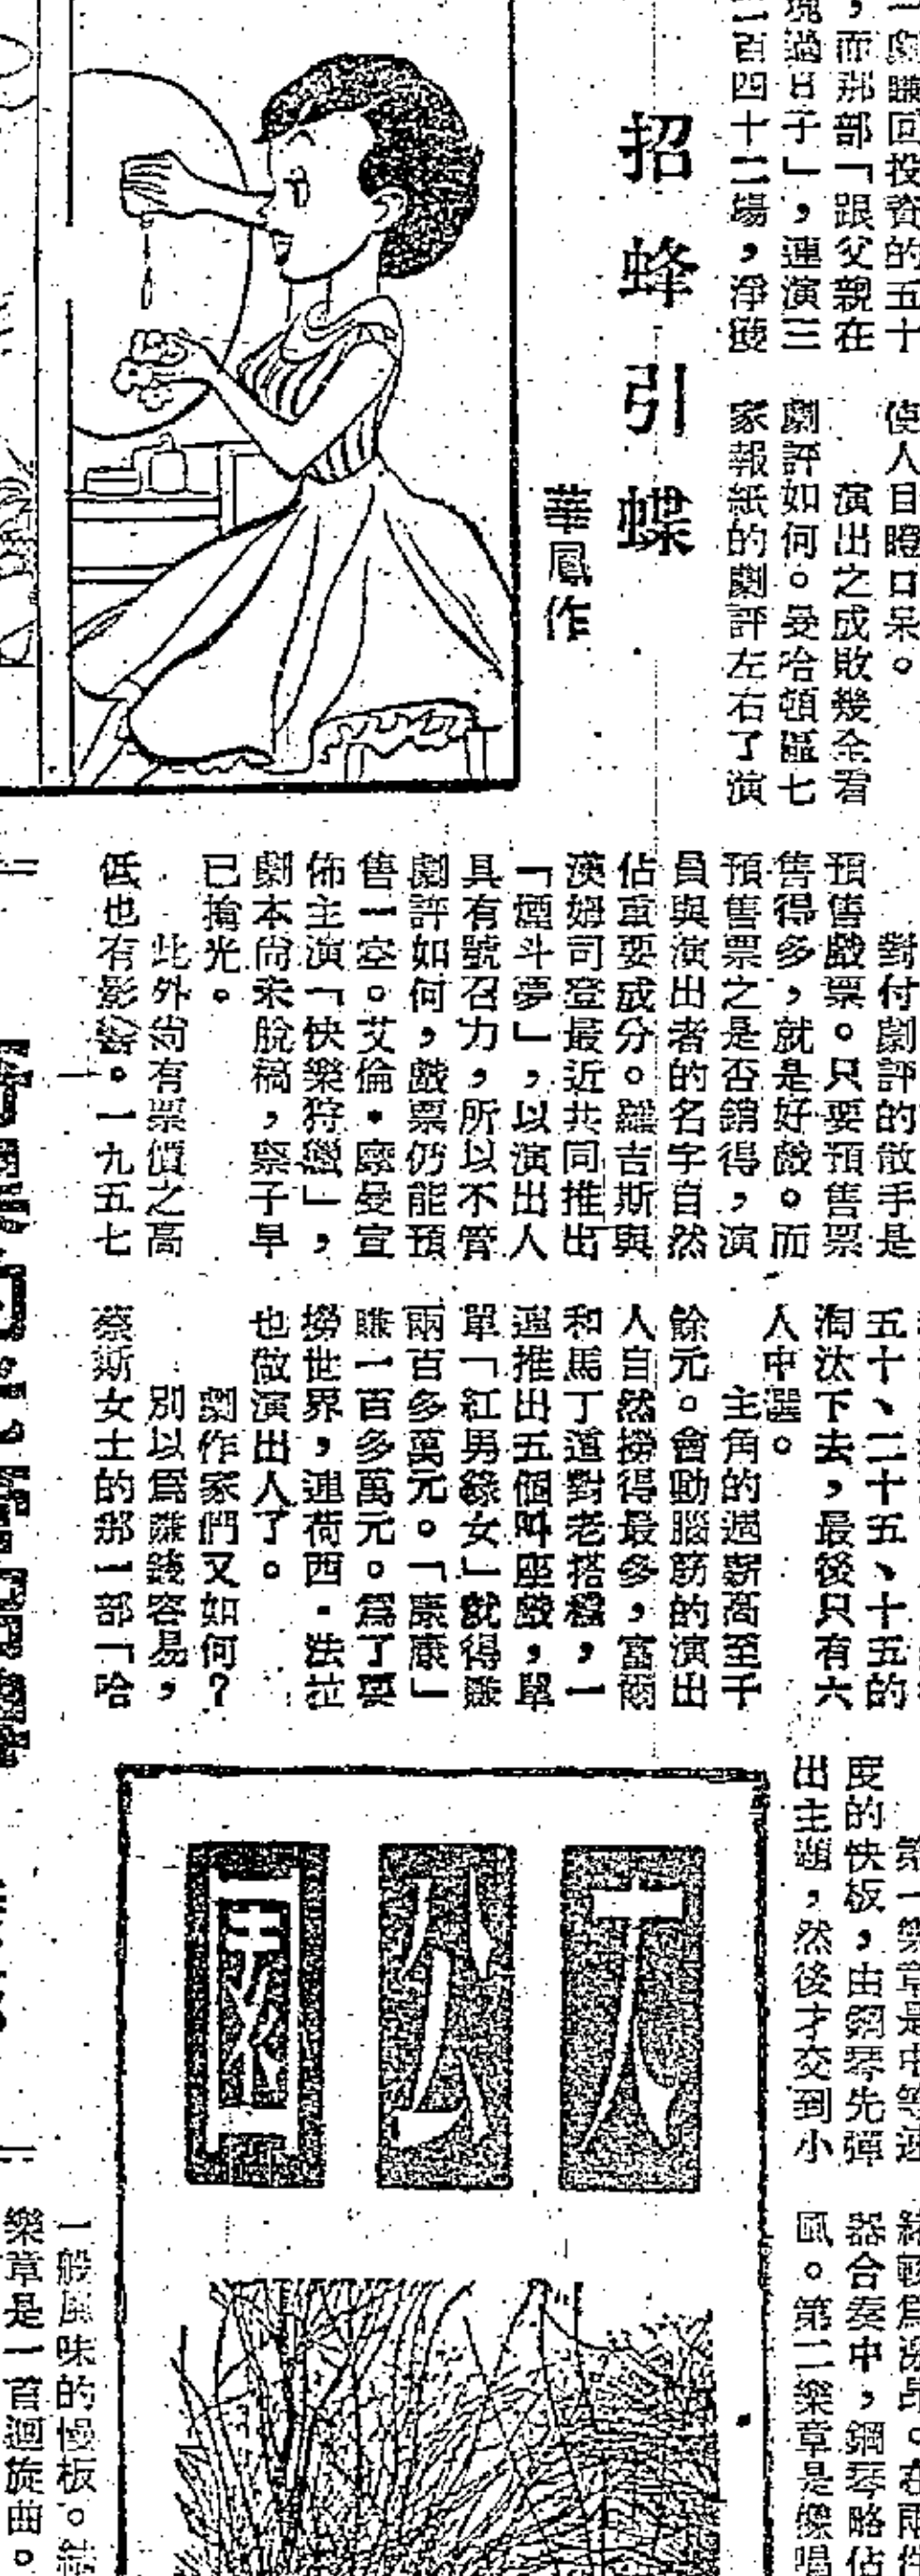 一劇賺回投資的五十
，而那部「跟父親在
塊過日子」，連演三
二百四十二場，淨賺
使人目瞪口呆。
演出之成敗幾全看
劇評如何。曼哈頓區七
家報紙的劇評左右了演
招蜂引蝶
華鳳作
對付劇評的敵手是
預售戲票。只要預售票
售得多，就是好戲。而
預售票之是否銷得，演
員與演出者的名字自然
佔重要成分。羅吉斯與
漢姆司登最近共同推出
「煙斗夢」，以演出人
具有號召力，所以不管
劇評如何，戲票仍能預
售一空。艾倫・摩曼宣
佈主演「快樂狩獵」，
劇本尚未脫稿，票子早
已搶光。
此外尚有票價之高
低也有影響。一九五七
五十、二十五、十五的
淘汰下去，最後只有六
人中選。
主角的週薪高至千
餘元。會動腦筋的演出
人自然撈得最多，富爾
和馬丁這對老搭檔，一
連推出五個叫座戲，單
單「紅男綠女」就得賺
兩百多萬元。「康康」
賺一百多萬元。為了要
撈世界，連荷西・法拉
也做演出人了。
劇作家們又如何？
別以為賺錢容易，
蔡斯女士的那一部「哈
第一樂章是中等速
度的快板，由鋼琴先彈
出主題，然後才交到小
器合奏中，鋼琴略佔
風。第二樂章是像唱
一般風味的慢板。
樂章是一首迴旋曲。